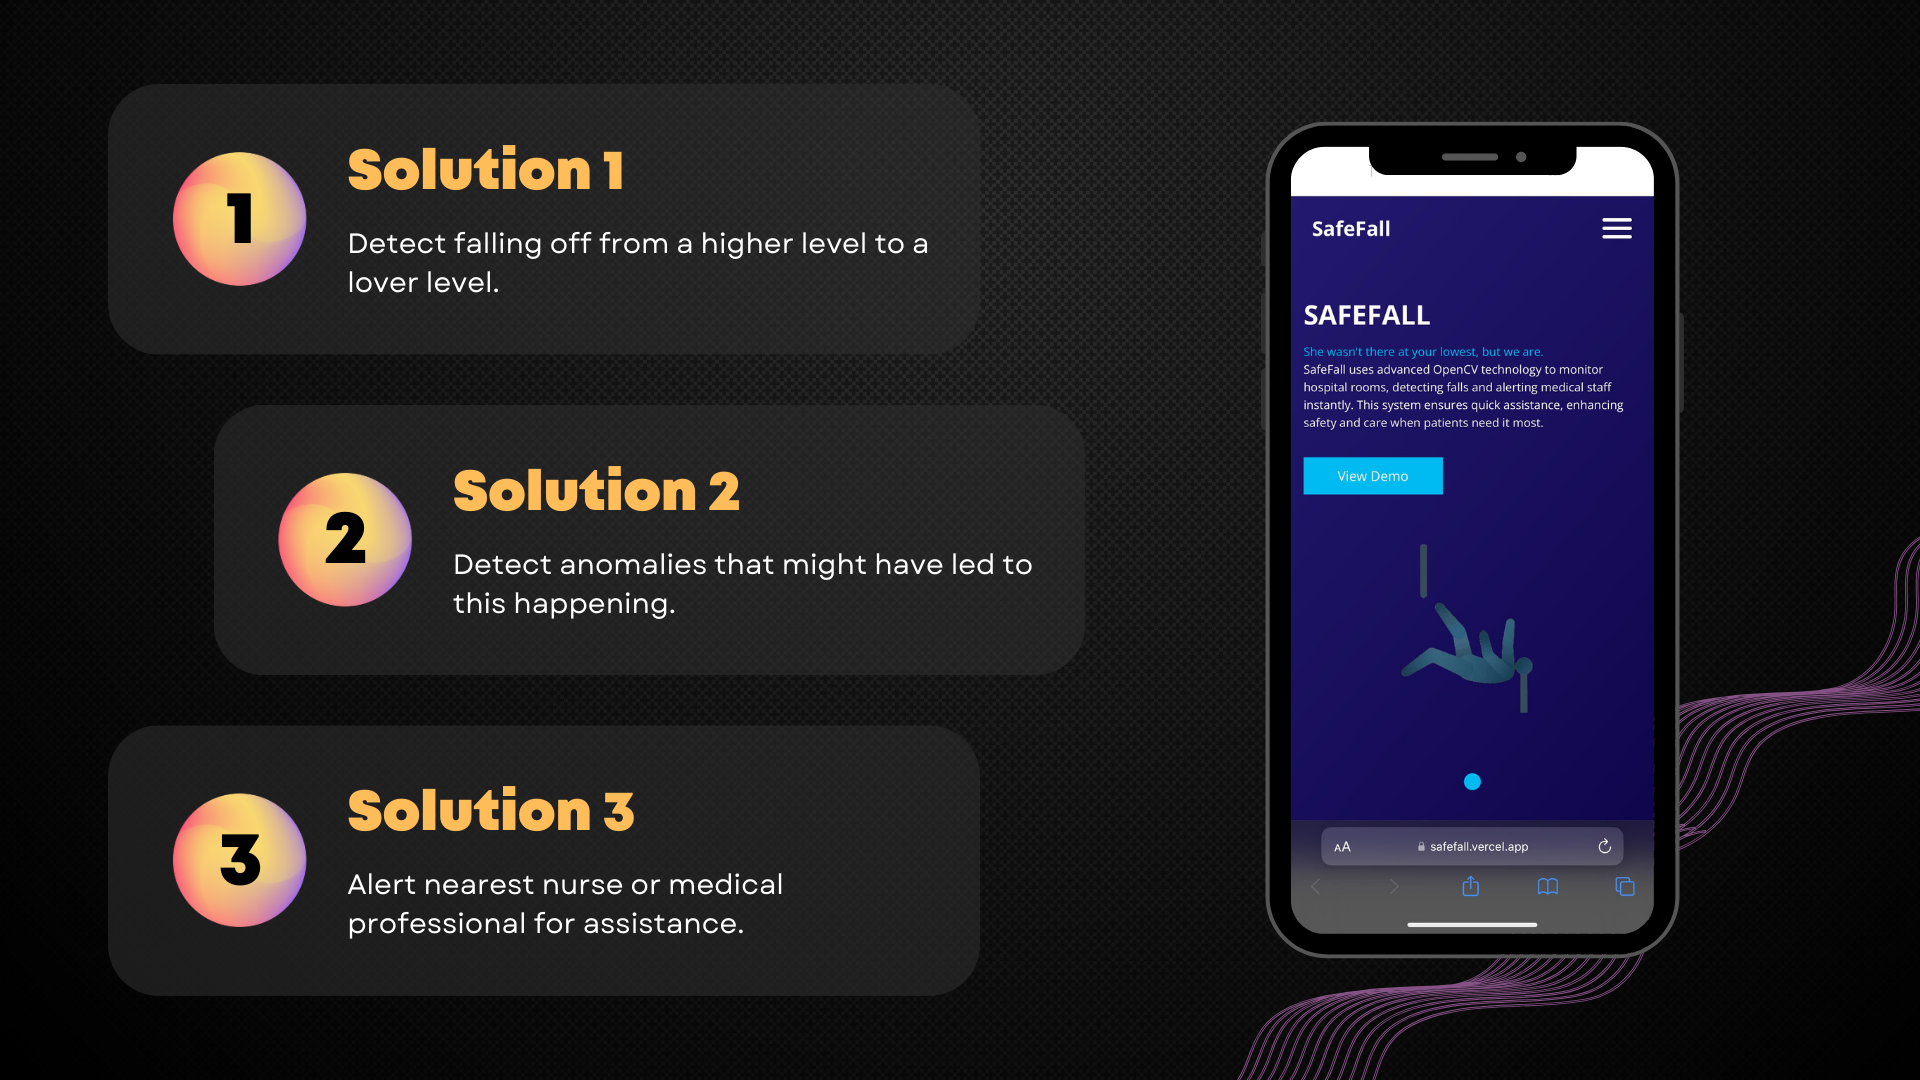 1
Solution 1
Detect falling off from a higher level to a
lover level.
2
Solution 2
Detect anomalies that might have led to
this happening.
3
Solution 3
Alert nearest nurse or medical
professional for assistance.
SafeFall
SAFEFALL
She wasn't there at your lowest, but we are.
SafeFall uses advanced OpenCV technology to monitor
hospital rooms, detecting falls and alerting medical staff
instantly. This system ensures quick assistance, enhancing
safety and care when patients need it most.
View Demo
AA safefall.vercel.app